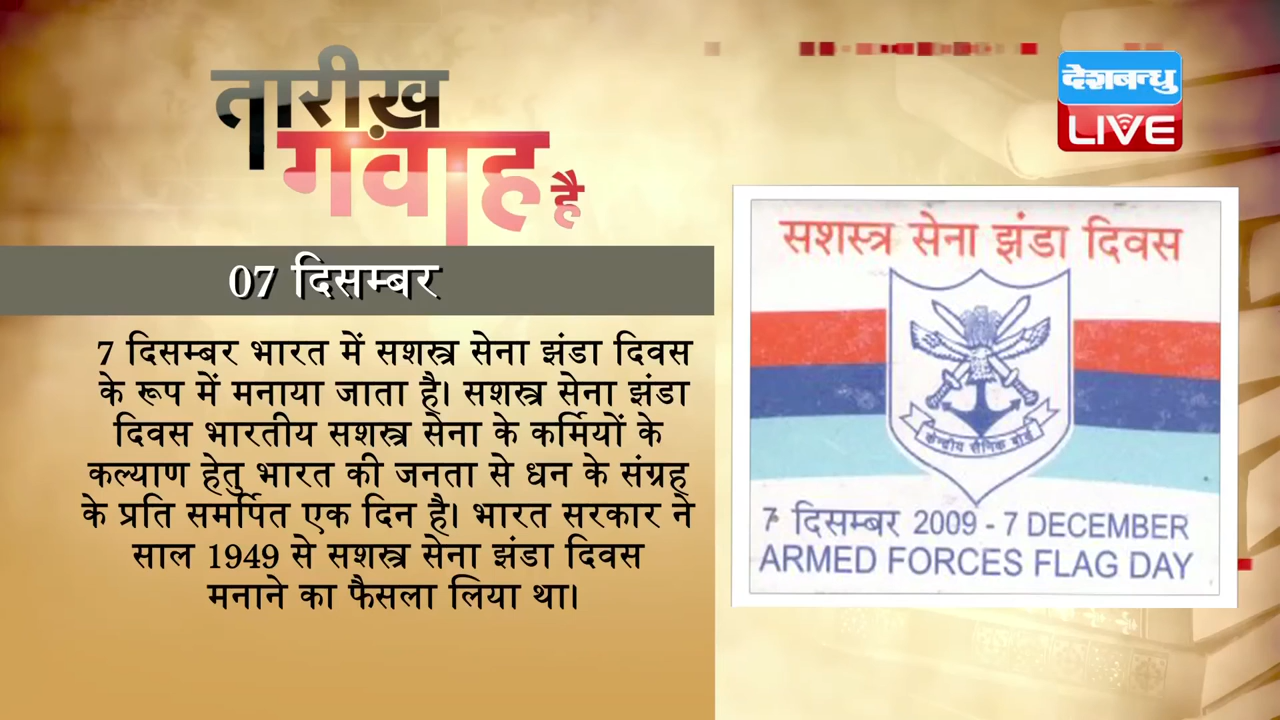 तारीख़
गवाह है
देशबन्धु
LIVE
07 दिसम्बर
7 दिसम्बर भारत में सशस्त्र सेना झंडा दिवस
के रूप में मनाया जाता है। सशस्त्र सेना झंडा
दिवस भारतीय सशस्त्र सेना के कर्मियों के
कल्याण हेतु भारत की जनता से धन के संग्रह
के प्रति समर्पित एक दिन है। भारत सरकार ने
साल 1949 से सशस्त्र सेना झंडा दिवस
मनाने का फैसला लिया था।
सशस्त्र सेना झंडा दिवस
केन्द्रीय सैनिक बोर्ड
7 दिसम्बर 2009 - 7 DECEMBER
ARMED FORCES FLAG DAY